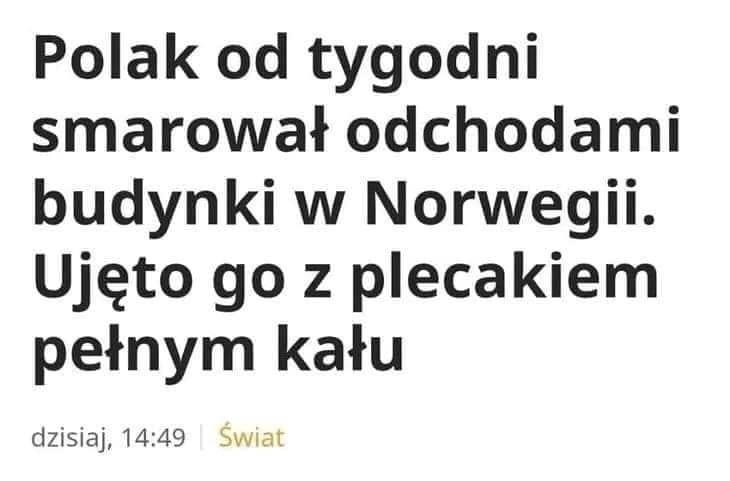 Polak od tygodni
smarował odchodami
budynki w Norwegii.
Ujęto go z plecakiem
pełnym kału
dzisiaj, 14:49 | Świat